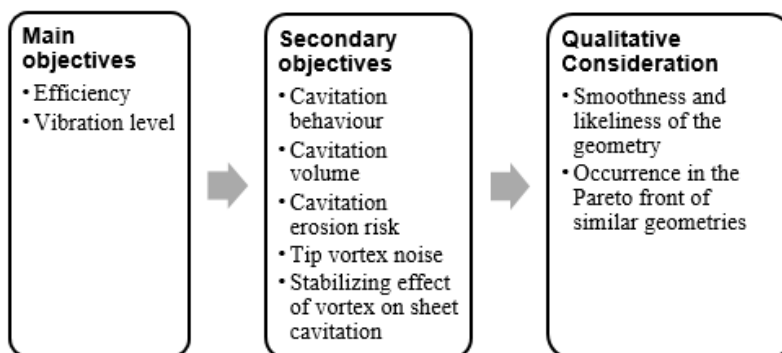 Main
objectives
• Efficiency
• Vibration level
Secondary
objectives
• Cavitation
behaviour
• Cavitation
volume
• Cavitation
erosion risk
• Tip vortex noise
• Stabilizing effect
of vortex on sheet
cavitation
Qualitative
Consideration
• Smoothness and
likeliness of the
geometry
• Occurrence in the
Pareto front of
similar geometries